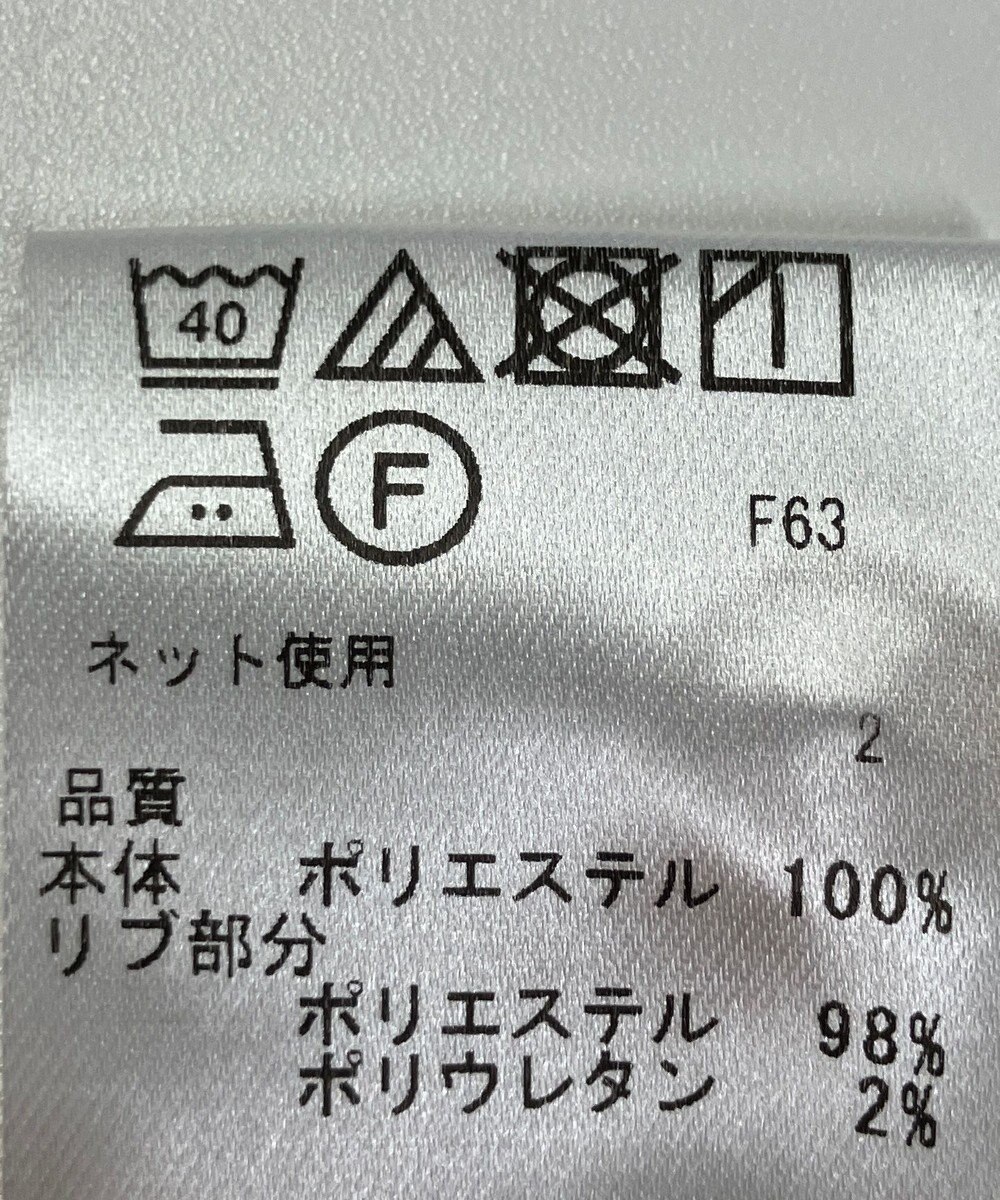 40
F
F63
ネット使用
2
品質
本体 ポリエステル 100%
リブ部分
ポリエステル 98%
ポリウレタン 2%